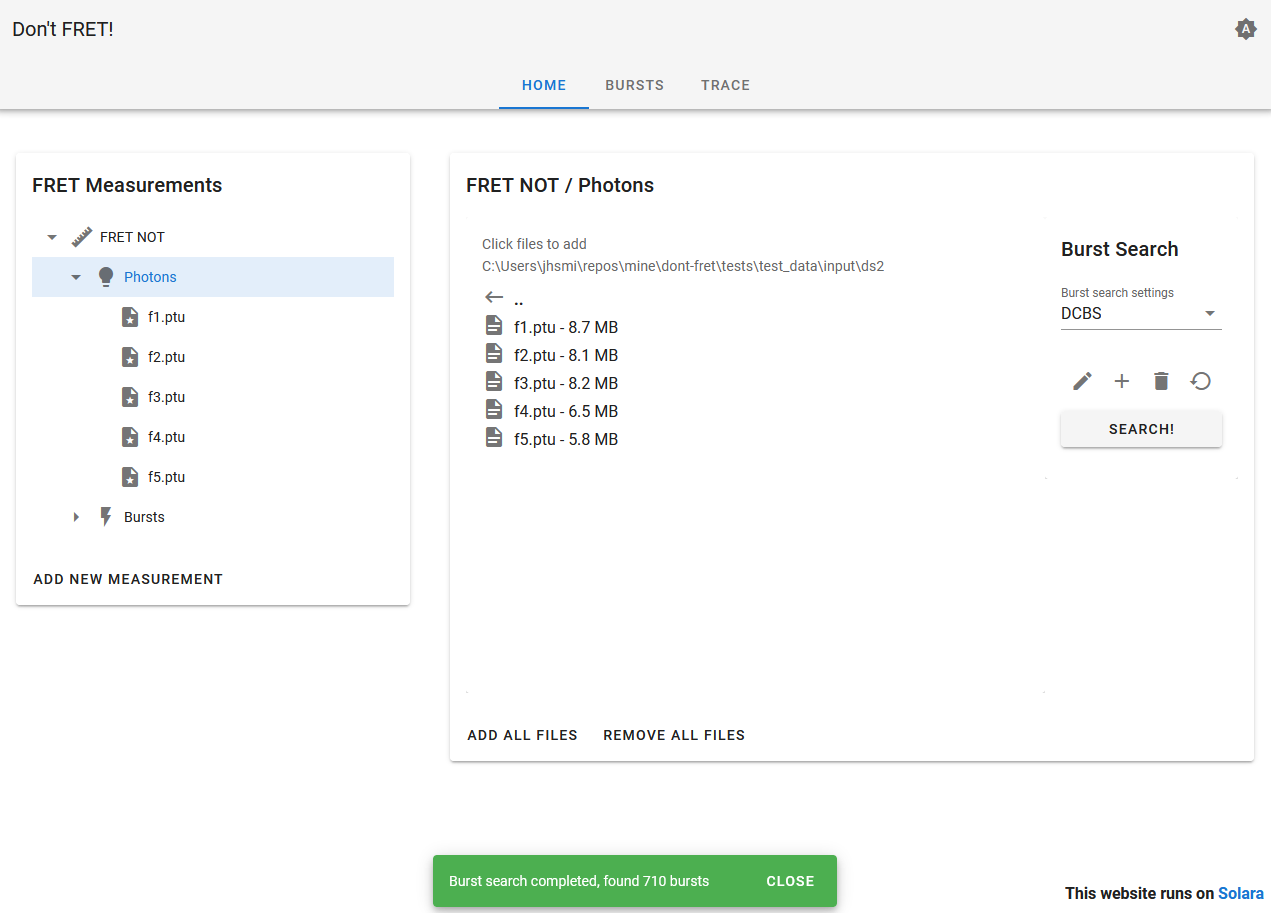 Don't FRET!
A
HOME BURSTS TRACE
FRET Measurements
FRET NOT
Photons
f1.ptu
f2.ptu
f3.ptu
f4.ptu
f5.ptu
Bursts
ADD NEW MEASUREMENT
FRET NOT / Photons
Click files to add
C:\Users\jhsmi\repos\mine\dont-fret\tests\test_data\input\ds2
..
f1.ptu - 8.7 MB
f2.ptu - 8.1 MB
f3.ptu - 8.2 MB
f4.ptu - 6.5 MB
f5.ptu - 5.8 MB
Burst Search
Burst search settings
DCBS
SEARCH!
ADD ALL FILES REMOVE ALL FILES
Burst search completed, found 710 bursts CLOSE
This website runs on Solara